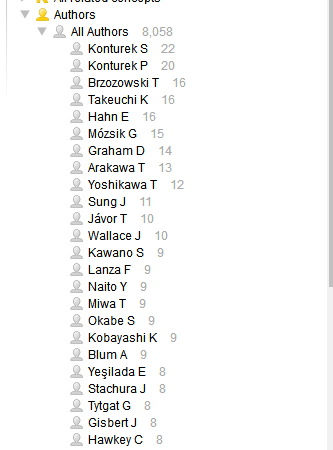 All related concepts
Authors
All Authors 8,058
Konturek S 22
Konturek P 20
Brzozowski T 16
Takeuchi K 16
Hahn E 16
Mózsik G 15
Graham D 14
Arakawa T 13
Yoshikawa T 12
Sung J 11
Jávor T 10
Wallace J 10
Kawano S 9
Lanza F 9
Naito Y 9
Miwa T 9
Okabe S 9
Kobayashi K 9
Blum A 9
Yeşilada E 8
Stachura J 8
Tytgat G 8
Gisbert J 8
Hawkey C 8